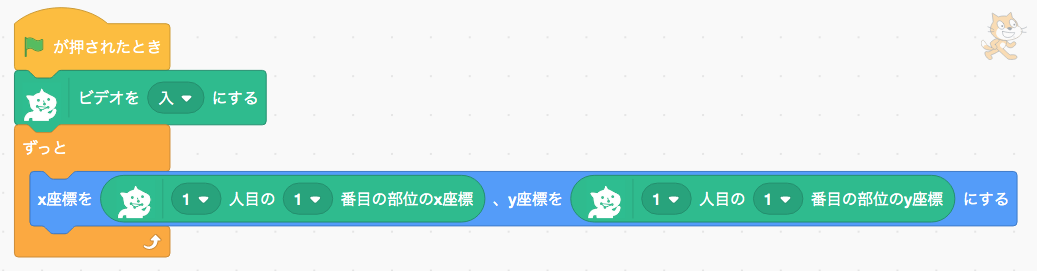 が押されたとき
ビデオを 入 にする
ずっと
x座標を 1 人目の 1 番目の部位のx座標 、y座標を 1 人目の 1 番目の部位のy座標 にする